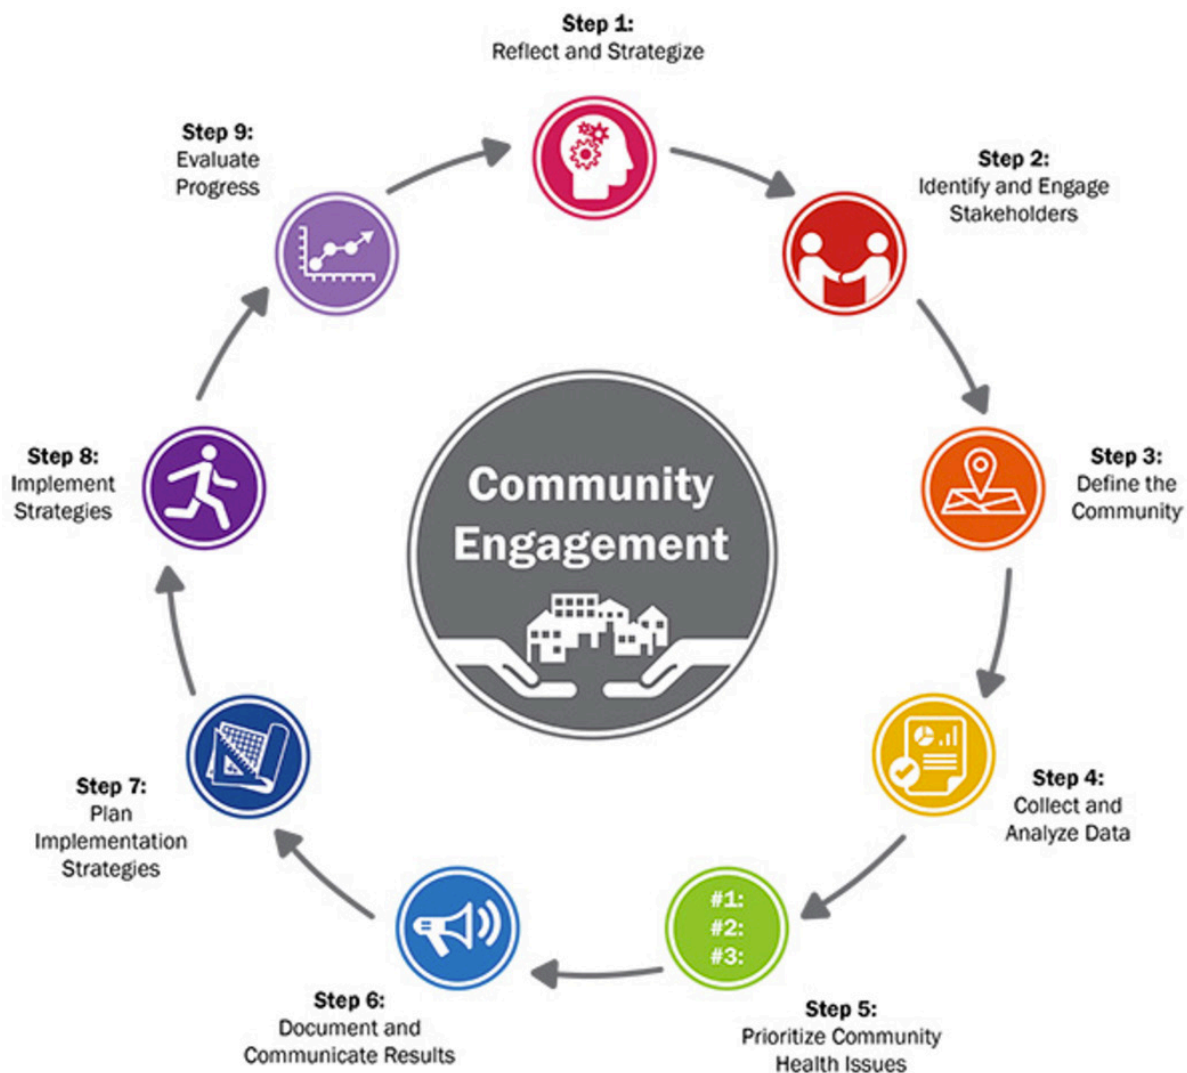 Step 1:
Reflect and Strategize
Step 2:
Identify and Engage
Stakeholders
Step 3:
Define the
Community
Step 4:
Collect and
Analyze Data
#1:
#2:
#3:
Step 5:
Prioritize Community
Health Issues
Step 6:
Document and
Communicate Results
Step 7:
Plan
Implementation
Strategies
Step 8:
Implement
Strategies
Step 9:
Evaluate
Progress
Community
Engagement